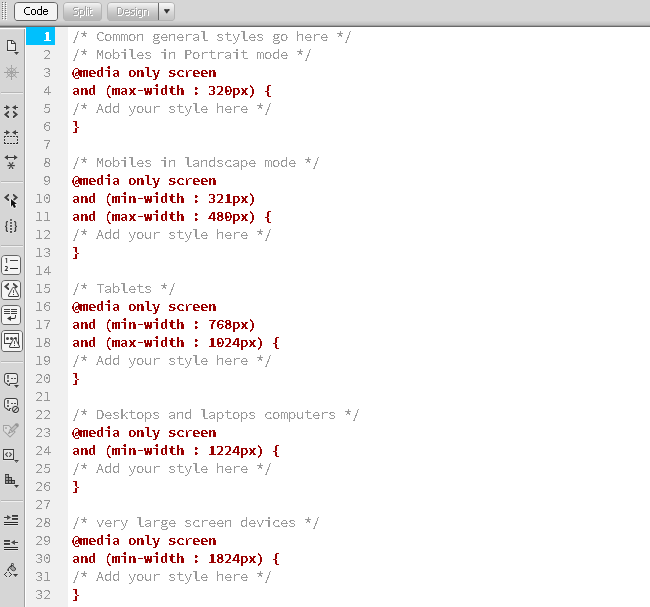 Code Split Design
1 /* Common general styles go here */
2 /* Mobiles in Portrait mode */
3 @media only screen
4 and (max-width : 320px) {
5 /* Add your style here */
6 }
7
8 /* Mobiles in landscape mode */
9 @media only screen
10 and (min-width : 321px)
11 and (max-width : 480px) {
12 /* Add your style here */
13 }
14
15 /* Tablets */
16 @media only screen
17 and (min-width : 768px)
18 and (max-width : 1024px) {
19 /* Add your style here */
20 }
21
22 /* Desktops and laptops computers */
23 @media only screen
24 and (min-width : 1224px) {
25 /* Add your style here */
26 }
27
28 /* very large screen devices */
29 @media only screen
30 and (min-width : 1824px) {
31 /* Add your style here */
32 }